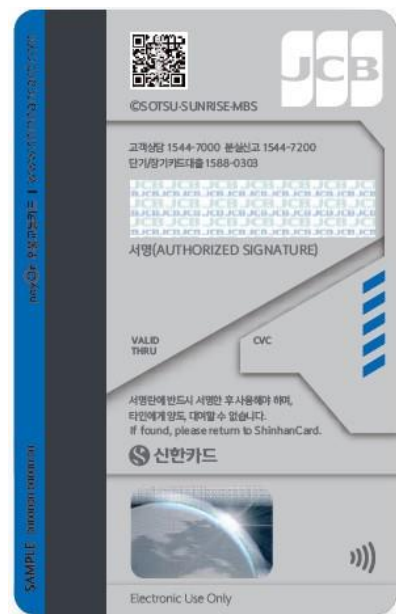 JCB
©SOTSU·SUNRISE·MBS
고객상담 1544-7000 분실신고 1544-7200
단기/장기카드대출 1588-0303
서명(AUTHORIZED SIGNATURE)
VALID
THRU
CVC
서명란에 반드시 서명한 후 사용해야 하며,
타인에게 양도, 대여할 수 없습니다.
If found, please return to ShinhanCard.
신한카드
Electronic Use Only
SAMPLE